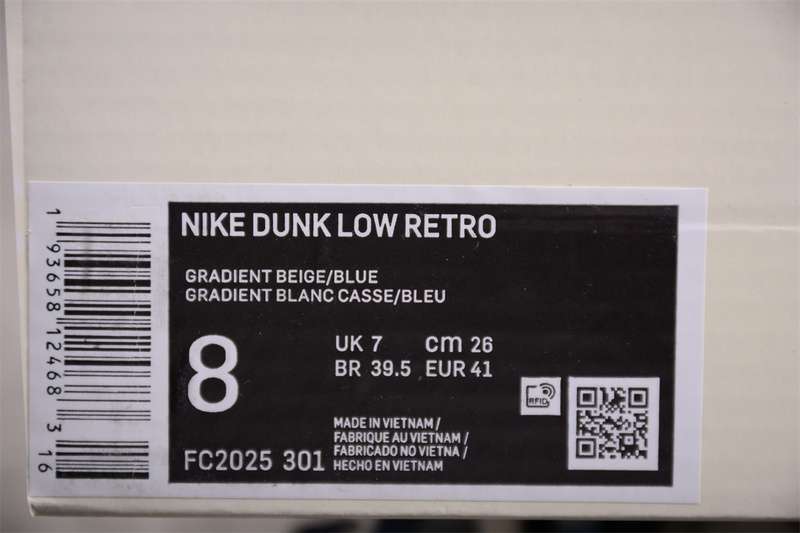 NIKE DUNK LOW RETRO
GRADIENT BEIGE/BLUE
GRADIENT BLANC CASSE/BLEU
8
UK 7 cm 26
BR 39.5 EUR 41
RFID
FC2025 301
MADE IN VIETNAM /
FABRIQUE AU VIETNAM /
FABRICADO NO VIETNA /
HECHO EN VIETNAM
1 93658 12468 3 16